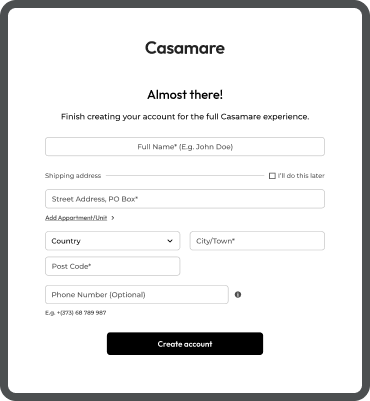 Casamare
Almost there!
Finish creating your account for the full Casamare experience.
Full Name* (E.g. John Doe)
Shipping address
I'll do this later
Street Address, PO Box*
Add Appartment/Unit >
Country
City/Town*
Post Code*
Phone Number (Optional)
E.g. +(373) 68 789 987
Create account